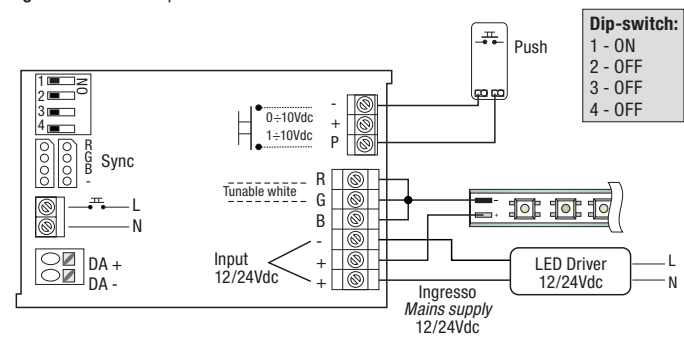 Dip-switch:
1 - ON
2 - OFF
3 - OFF
4 - OFF
Push
1
2
3
4
ON
0÷10Vdc
1÷10Vdc
-
+
P
R
G
B
-
Sync
Tunable white
R
G
B
-
+
+
L
N
DA +
DA -
Input
12/24Vdc
-
+
LED Driver
12/24Vdc
L
N
Ingresso
Mains supply
12/24Vdc